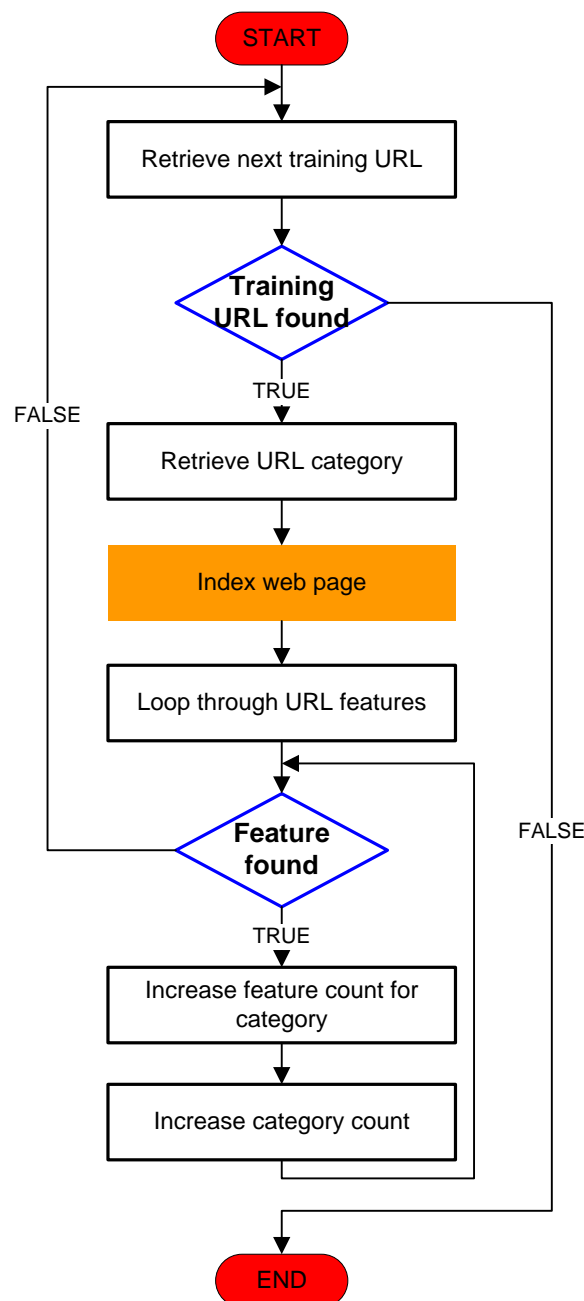 START
Retrieve next training URL
Training
URL found
TRUE
FALSE
Retrieve URL category
Index web page
Loop through URL features
Feature
found
FALSE
TRUE
Increase feature count for
category
Increase category count
END